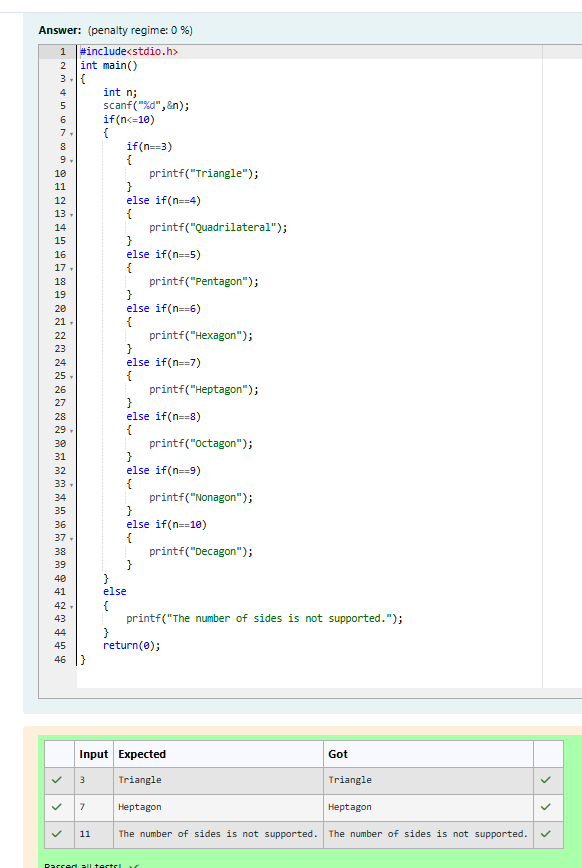 Answer: (penalty regime: 0 %)
1 #include<stdio.h>
2 int main()
3 {
4 int n;
5 scanf("%d",&n);
6 if(n<=10)
7 {
8 if(n==3)
9 {
10 printf("Triangle");
11 }
12 else if(n==4)
13 {
14 printf("Quadrilateral");
15 }
16 else if(n==5)
17 {
18 printf("Pentagon");
19 }
20 else if(n==6)
21 {
22 printf("Hexagon");
23 }
24 else if(n==7)
25 {
26 printf("Heptagon");
27 }
28 else if(n==8)
29 {
30 printf("Octagon");
31 }
32 else if(n==9)
33 {
34 printf("Nonagon");
35 }
36 else if(n==10)
37 {
38 printf("Decagon");
39 }
40 }
41 else
42 {
43 printf("The number of sides is not supported.");
44 }
45 return(0);
46 }
Input Expected Got
3 Triangle Triangle
7 Heptagon Heptagon
11 The number of sides is not supported. The number of sides is not supported.
Passed all tests!